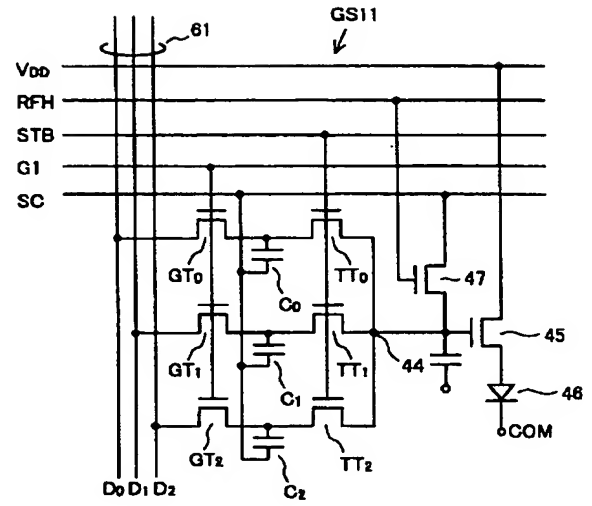 GS11
61
VDD
RFH
STB
G1
SC
GT0
TT0
C0
47
GT1
TT1
44
45
C1
46
GT2
TT2
COM
C2
D0 D1 D2